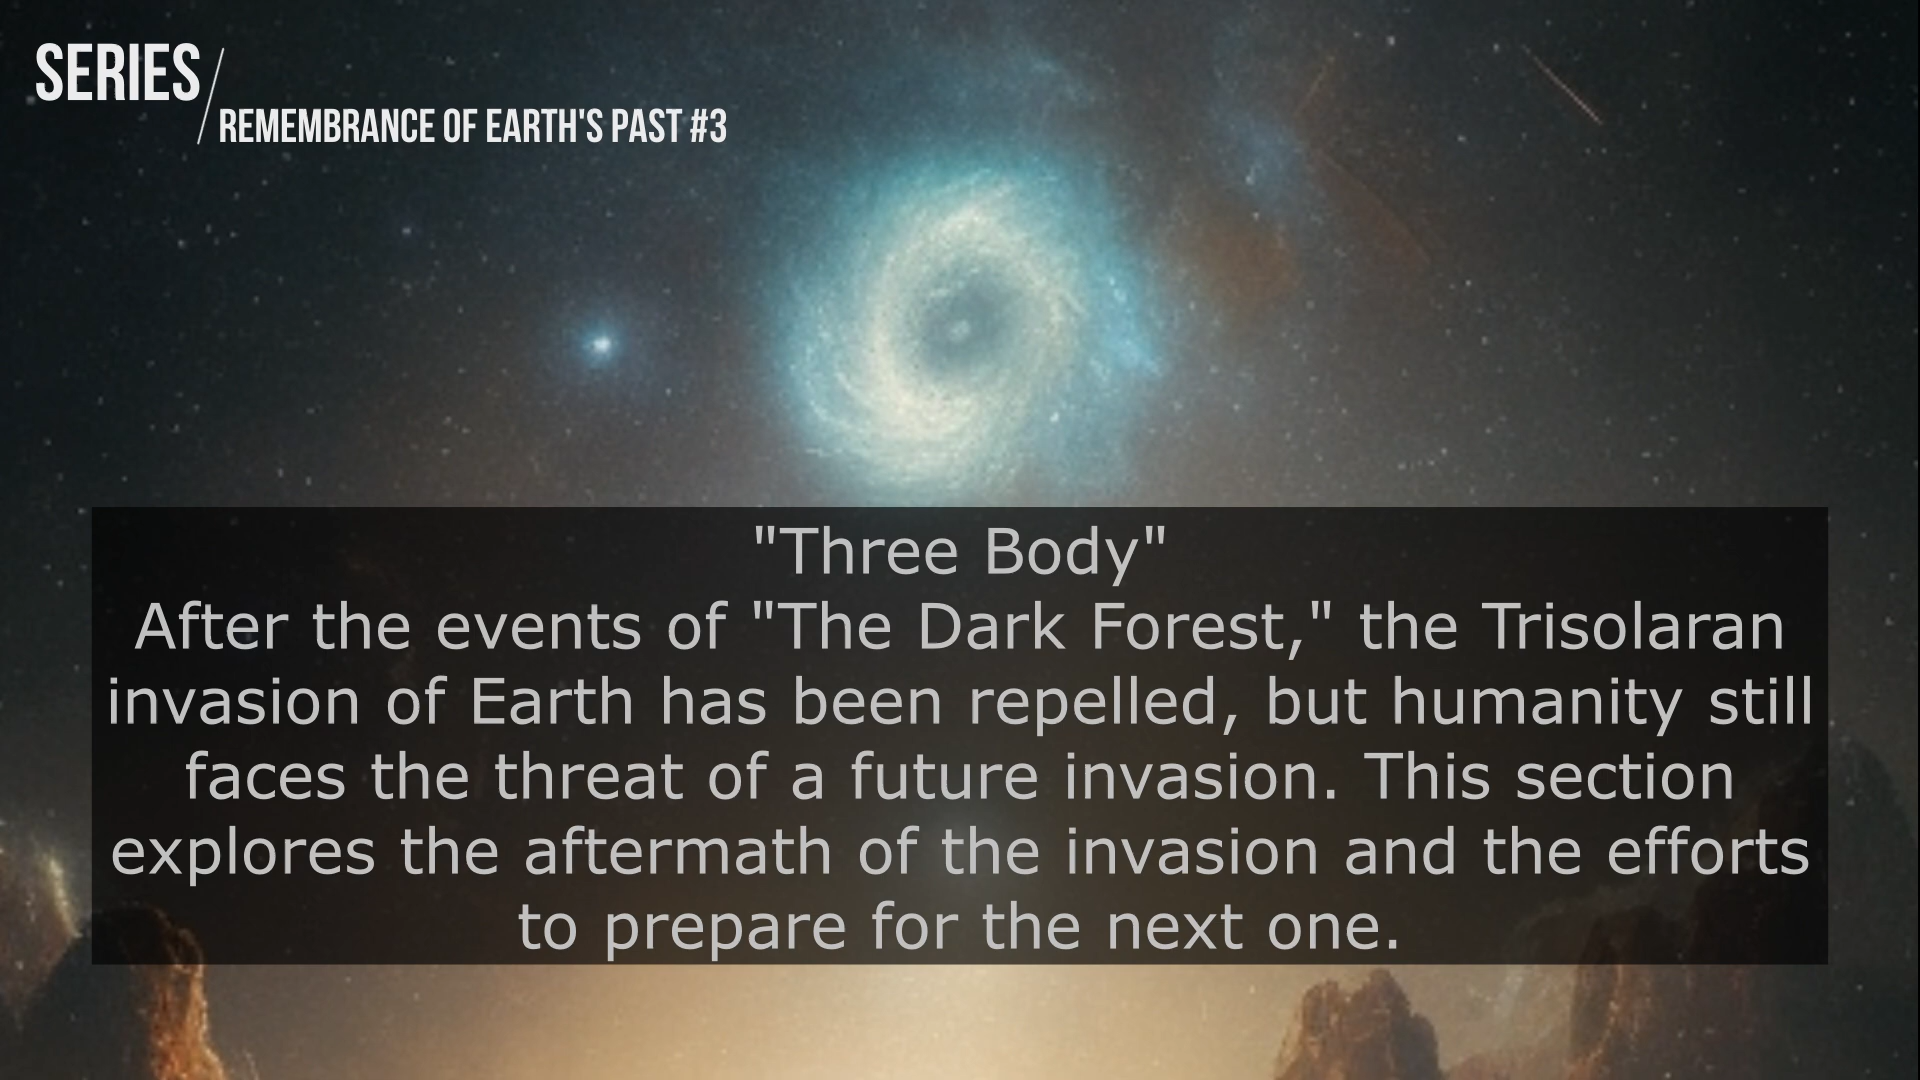 SERIES
REMEMBRANCE OF EARTH'S PAST #3
"Three Body"
After the events of "The Dark Forest," the Trisolaran
invasion of Earth has been repelled, but humanity still
faces the threat of a future invasion. This section
explores the aftermath of the invasion and the efforts
to prepare for the next one.